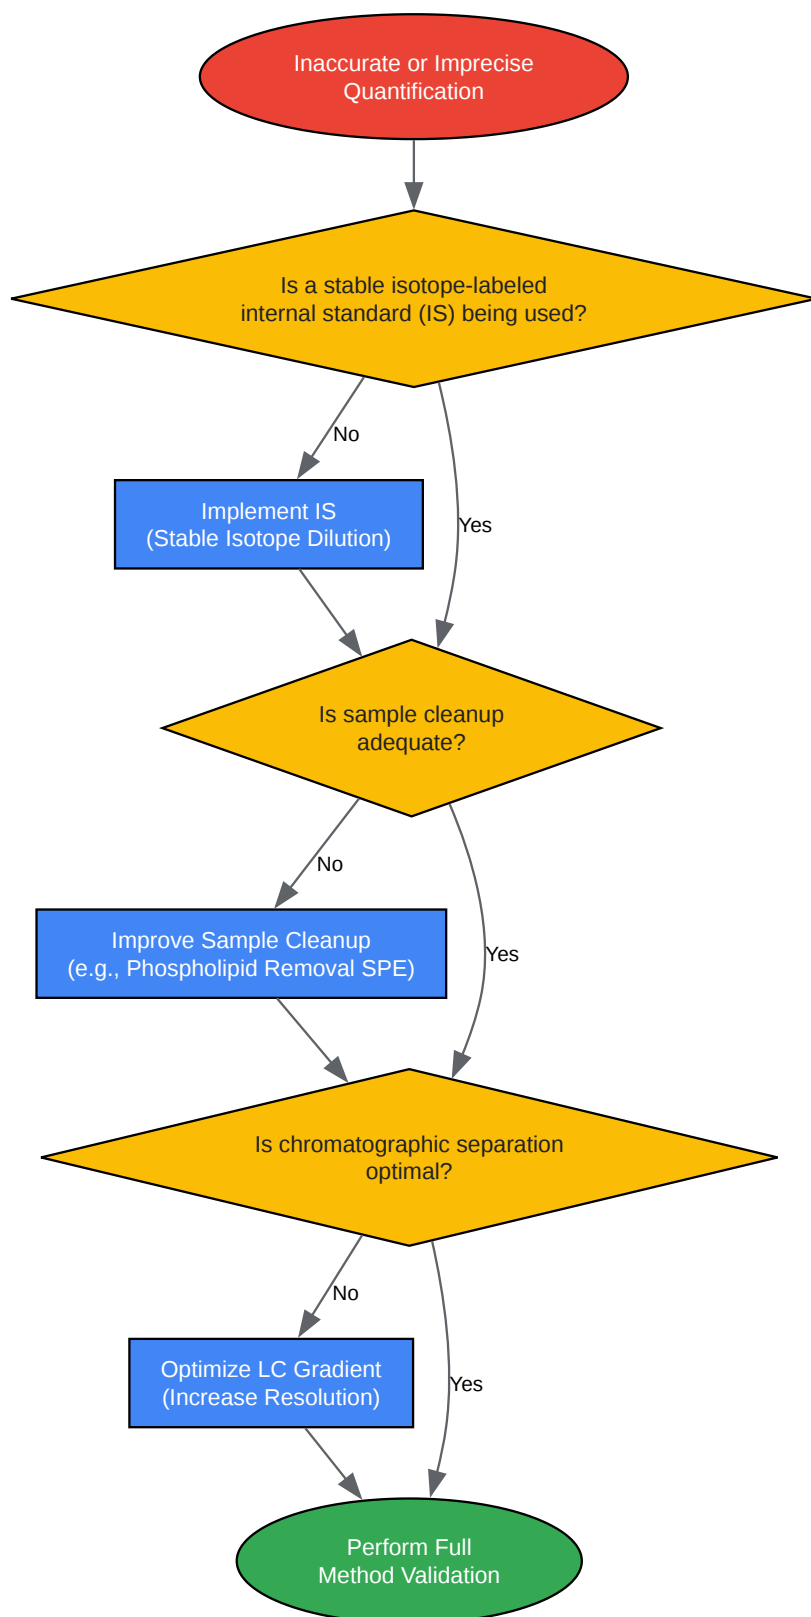 Inaccurate or Imprecise
Quantification
Is a stable isotope-labeled
internal standard (IS) being used?
No
Implement IS
(Stable Isotope Dilution)
Yes
Is sample cleanup
adequate?
No
Improve Sample Cleanup
(e.g., Phospholipid Removal SPE)
Yes
Is chromatographic separation
optimal?
No
Optimize LC Gradient
(Increase Resolution)
Yes
Perform Full
Method Validation